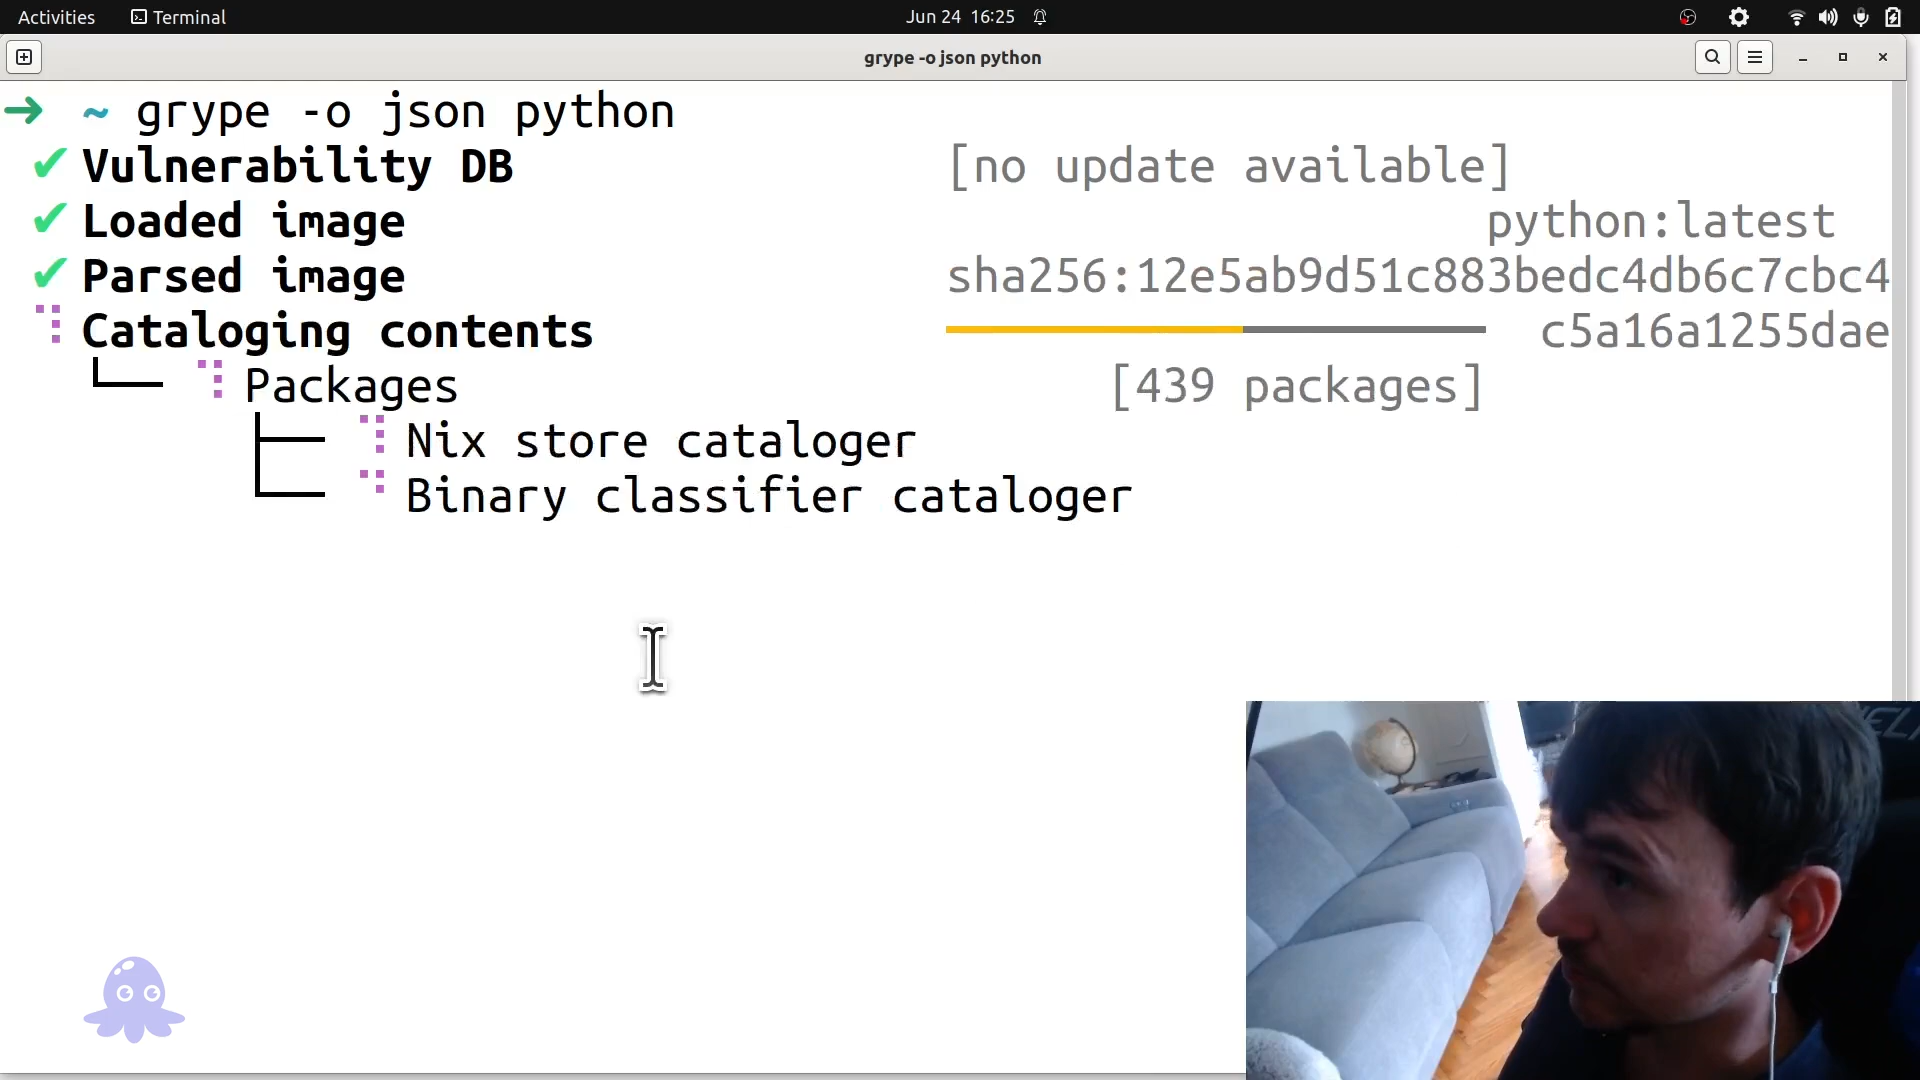 Activities Terminal Jun 24 16:25
grype -o json python
➜ ~ grype -o json python
✔ Vulnerability DB [no update available]
✔ Loaded image python:latest
✔ Parsed image sha256:12e5ab9d51c883bedc4db6c7cbc4
Cataloging contents c5a16a1255dae
└── Packages [439 packages]
├── Nix store cataloger
└── Binary classifier cataloger